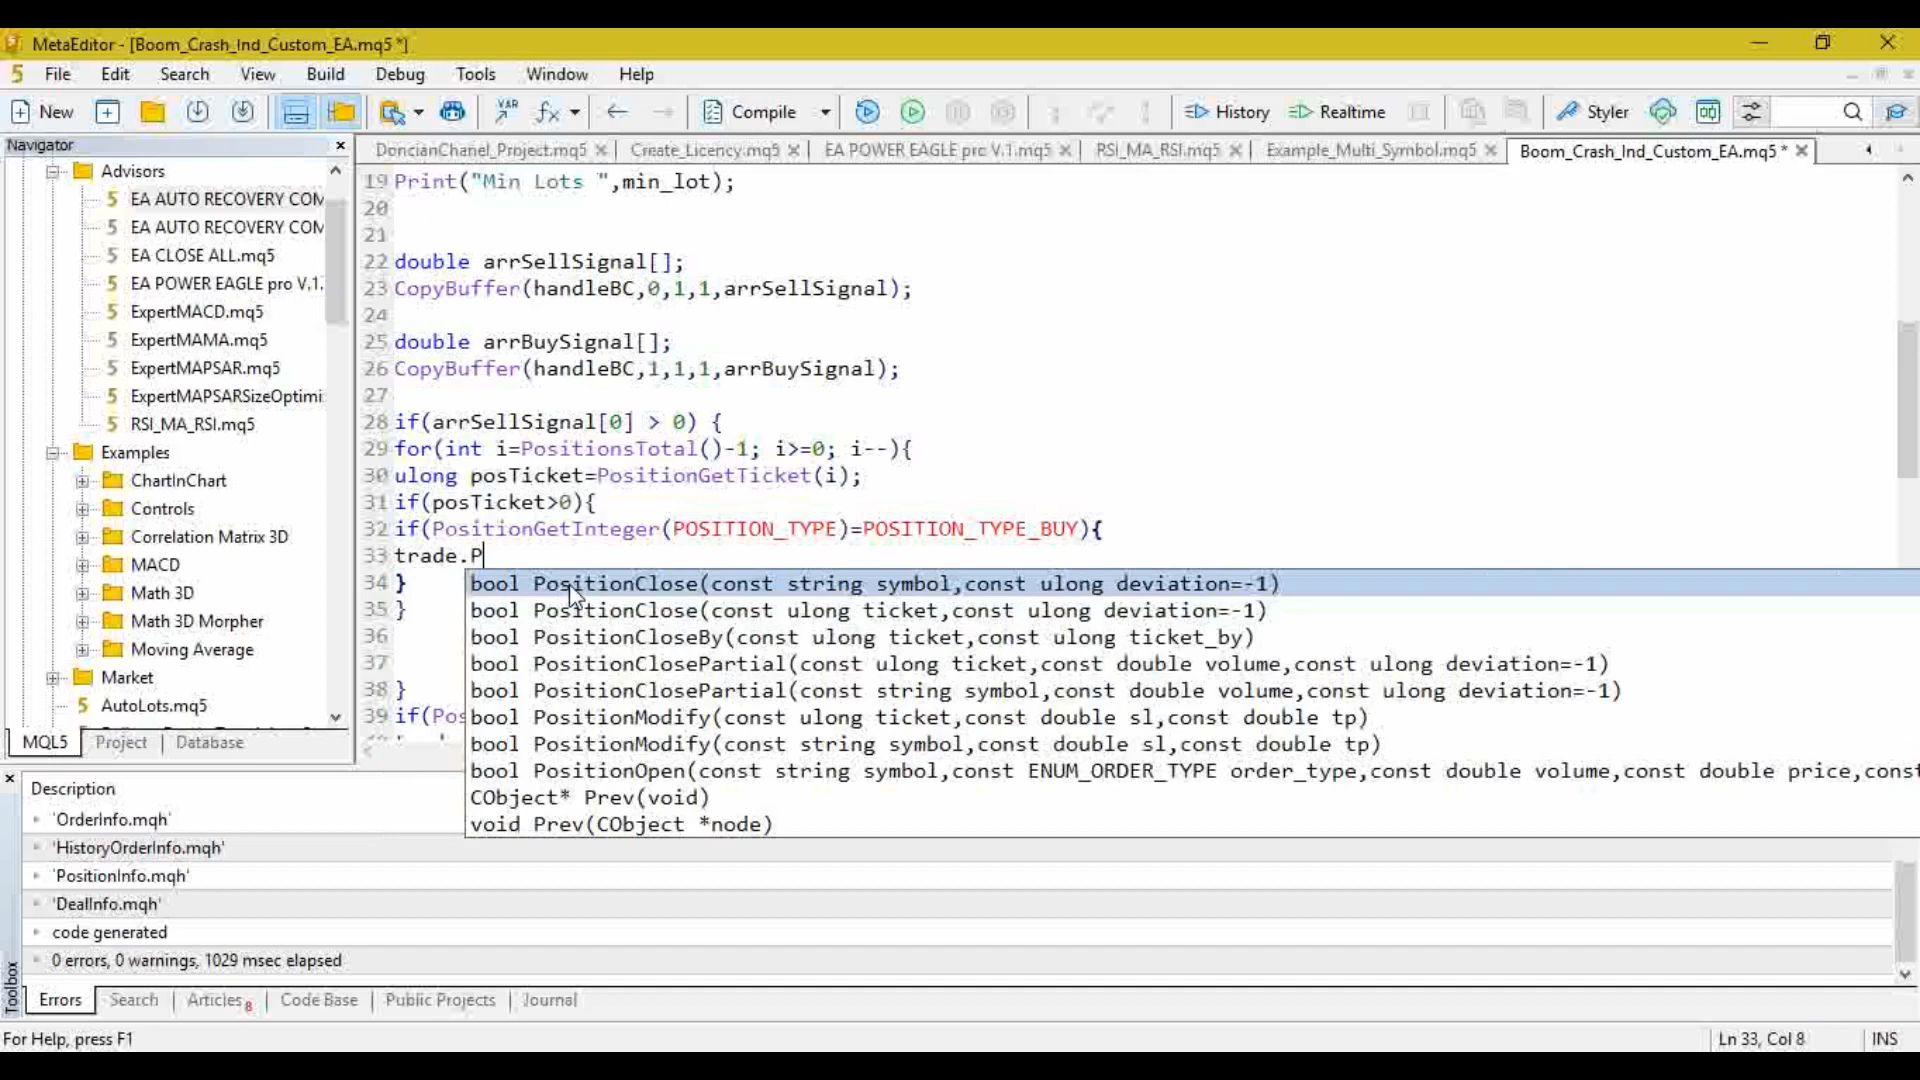 MetaEditor - [Boom_Crash_Ind_Custom_EA.mq5 *]
File Edit Search View Build Debug Tools Window Help
New VAR Compile History Realtime Styler
Navigator
DoncianChanel_Project.mq5 Create_Licency.mq5 EA POWER EAGLE prc V.1.mq5 RSI_MA_RSI.mq5 Example_Multi_Symbol.mq5 Boom_Crash_Ind_Custom_EA.mq5 *
Advisors
EA AUTO RECOVERY COM
EA AUTO RECOVERY COM
EA CLOSE ALL.mq5
EA POWER EAGLE pro V,1.
ExpertMACD.mq5
ExpertMAMA.mq5
ExpertMAPSAR.mq5
ExpertMAPSARSizeOptimi
RSI_MA_RSI.mq5
Examples
ChartInChart
Controls
Correlation Matrix 3D
MACD
Math 3D
Math 3D Morpher
Moving Average
Market
AutoLots.mq5
MQL5 Project Database
19 Print("Min Lots ",min_lot);
20
21
22 double arrSellSignal[];
23 CopyBuffer(handleBC,0,1,1,arrSellSignal);
24
25 double arrBuySignal[];
26 CopyBuffer(handleBC,1,1,1,arrBuySignal);
27
28 if(arrSellSignal[0] > 0) {
29 for(int i=PositionsTotal()-1; i>=0; i--){
30 ulong posTicket=PositionGetTicket(i);
31 if(posTicket>0){
32 if(PositionGetInteger(POSITION_TYPE)=POSITION_TYPE_BUY){
33 trade.P
34 }
35 }
36
37
38 }
39 if(Pos
bool PositionClose(const string symbol,const ulong deviation=-1)
bool PositionClose(const ulong ticket,const ulong deviation=-1)
bool PositionCloseBy(const ulong ticket,const ulong ticket_by)
bool PositionClosePartial(const ulong ticket,const double volume,const ulong deviation=-1)
bool PositionClosePartial(const string symbol,const double volume,const ulong deviation=-1)
bool PositionModify(const ulong ticket,const double sl,const double tp)
bool PositionModify(const string symbol,const double sl,const double tp)
bool PositionOpen(const string symbol,const ENUM_ORDER_TYPE order_type,const double volume,const double price,const
CObject* Prev(void)
void Prev(CObject *node)
Toolbox
Description
'OrderInfo.mqh'
'HistoryOrderInfo.mqh'
'PositionInfo.mqh'
'DealInfo.mqh'
code generated
0 errors, 0 warnings, 1029 msec elapsed
Errors Search Articles 8 Code Base Public Projects Journal
For Help, press F1
Ln 33, Col 8 INS